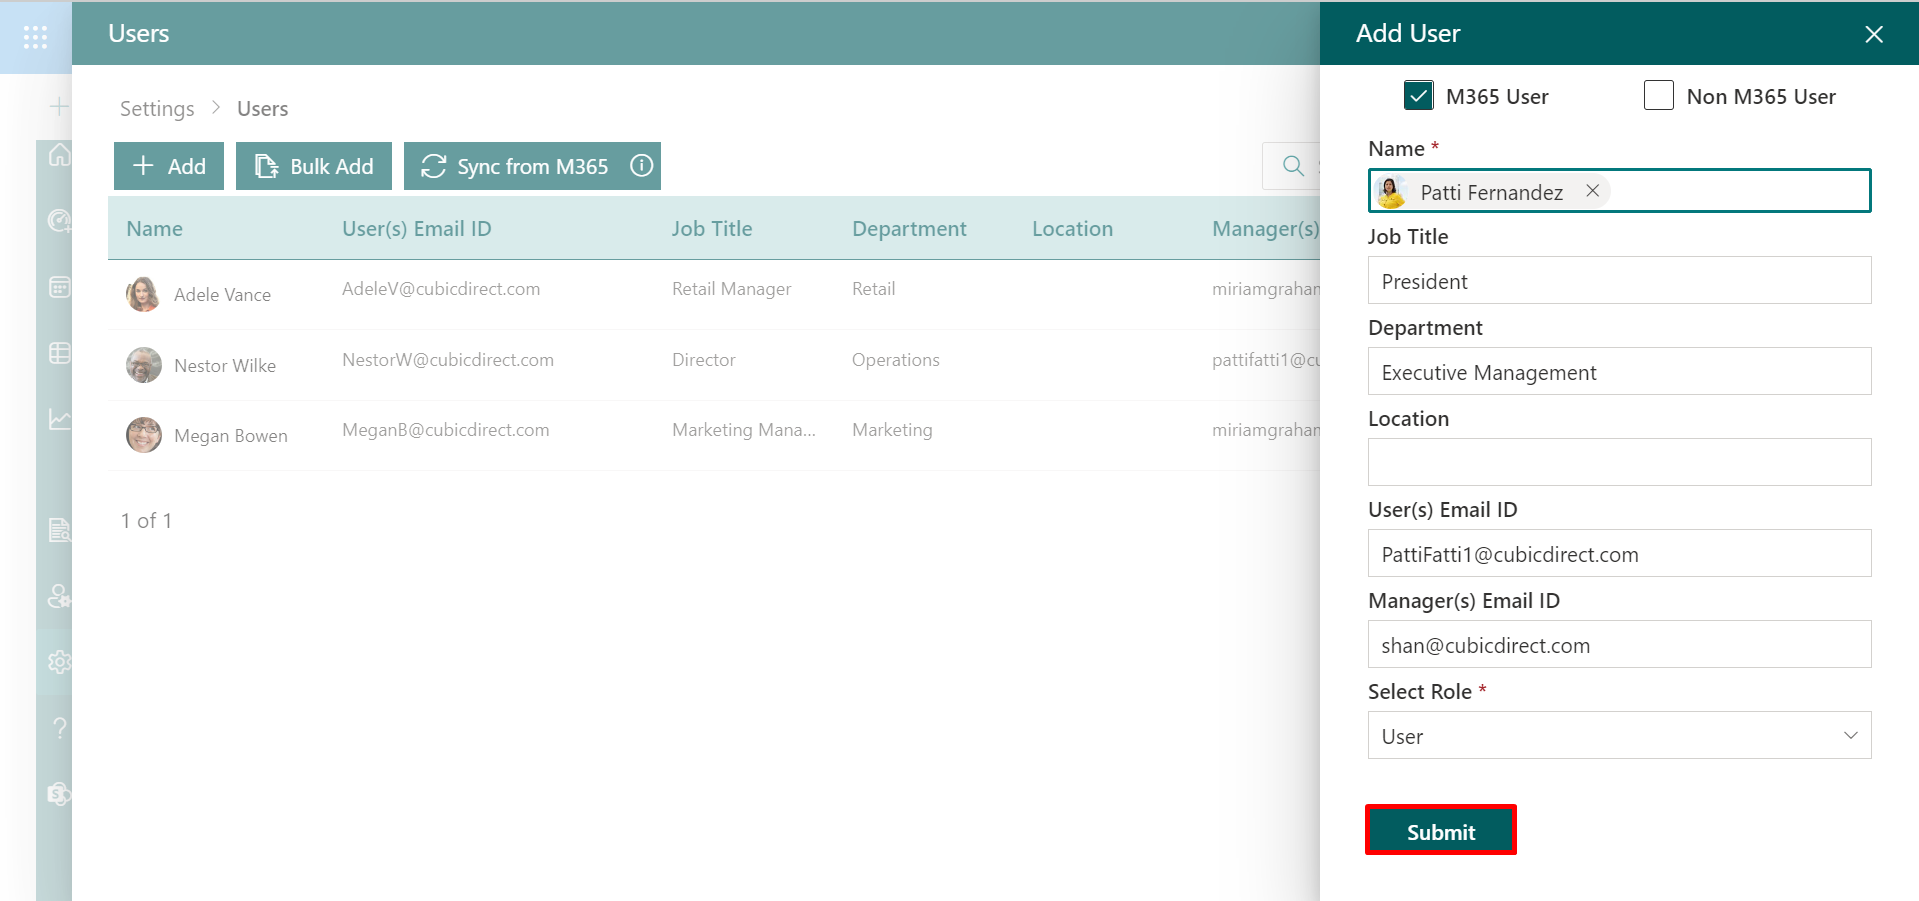 Users
Settings > Users
+ Add Bulk Add Sync from M365
Name User(s) Email ID Job Title Department Location Manager(s)
Adele Vance AdeleV@cubicdirect.com Retail Manager Retail miriamgraham
Nestor Wilke NestorW@cubicdirect.com Director Operations pattifatti1@cu
Megan Bowen MeganB@cubicdirect.com Marketing Mana... Marketing miriamgraham
1 of 1
Add User
M365 User Non M365 User
Name *
Patti Fernandez
Job Title
President
Department
Executive Management
Location
User(s) Email ID
PattiFatti1@cubicdirect.com
Manager(s) Email ID
shan@cubicdirect.com
Select Role *
User
Submit